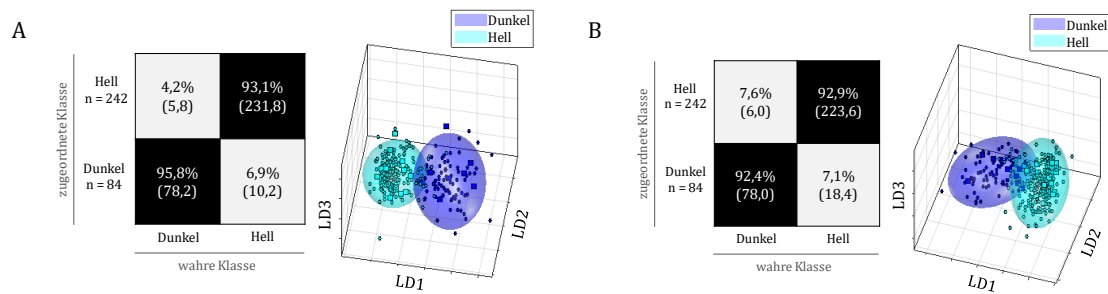 A
Dunkel
Hell
zugeordnete Klasse
Hell
n = 242
4,2%
(5,8)
93,1%
(231,8)
Dunkel
n = 84
95,8%
(78,2)
6,9%
(10,2)
Dunkel
Hell
wahre Klasse
LD3
LD1
LD2
B
Dunkel
Hell
zugeordnete Klasse
Hell
n = 242
7,6%
(6,0)
92,9%
(223,6)
Dunkel
n = 84
92,4%
(78,0)
7,1%
(18,4)
Dunkel
Hell
wahre Klasse
LD3
LD1
LD2